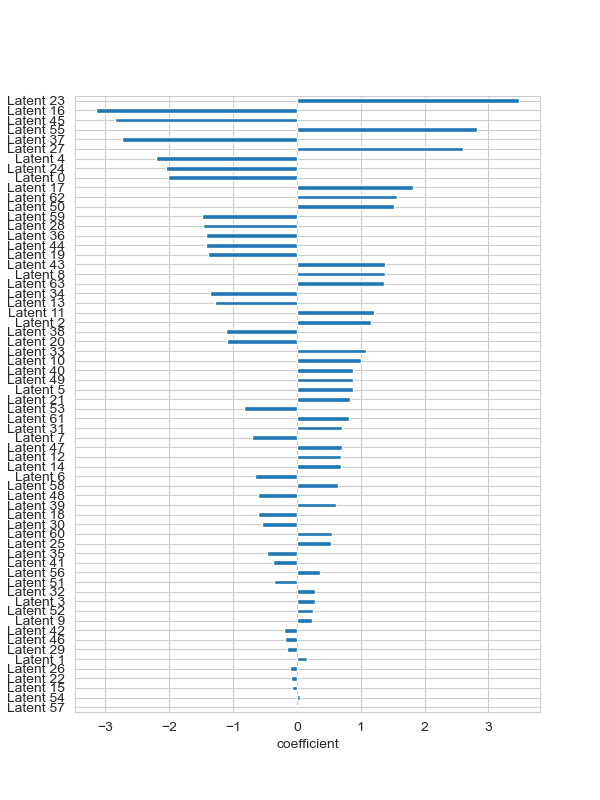 Latent 23
Latent 16
Latent 45
Latent 55
Latent 37
Latent 27
Latent 4
Latent 24
Latent 0
Latent 17
Latent 62
Latent 50
Latent 59
Latent 28
Latent 36
Latent 44
Latent 19
Latent 43
Latent 8
Latent 63
Latent 34
Latent 13
Latent 11
Latent 2
Latent 38
Latent 20
Latent 33
Latent 10
Latent 40
Latent 49
Latent 5
Latent 21
Latent 53
Latent 61
Latent 31
Latent 7
Latent 47
Latent 12
Latent 14
Latent 6
Latent 58
Latent 48
Latent 39
Latent 18
Latent 30
Latent 60
Latent 25
Latent 35
Latent 41
Latent 56
Latent 51
Latent 32
Latent 3
Latent 52
Latent 9
Latent 42
Latent 46
Latent 29
Latent 1
Latent 26
Latent 22
Latent 15
Latent 54
Latent 57
−3 −2 −1 0 1 2 3
coefficient